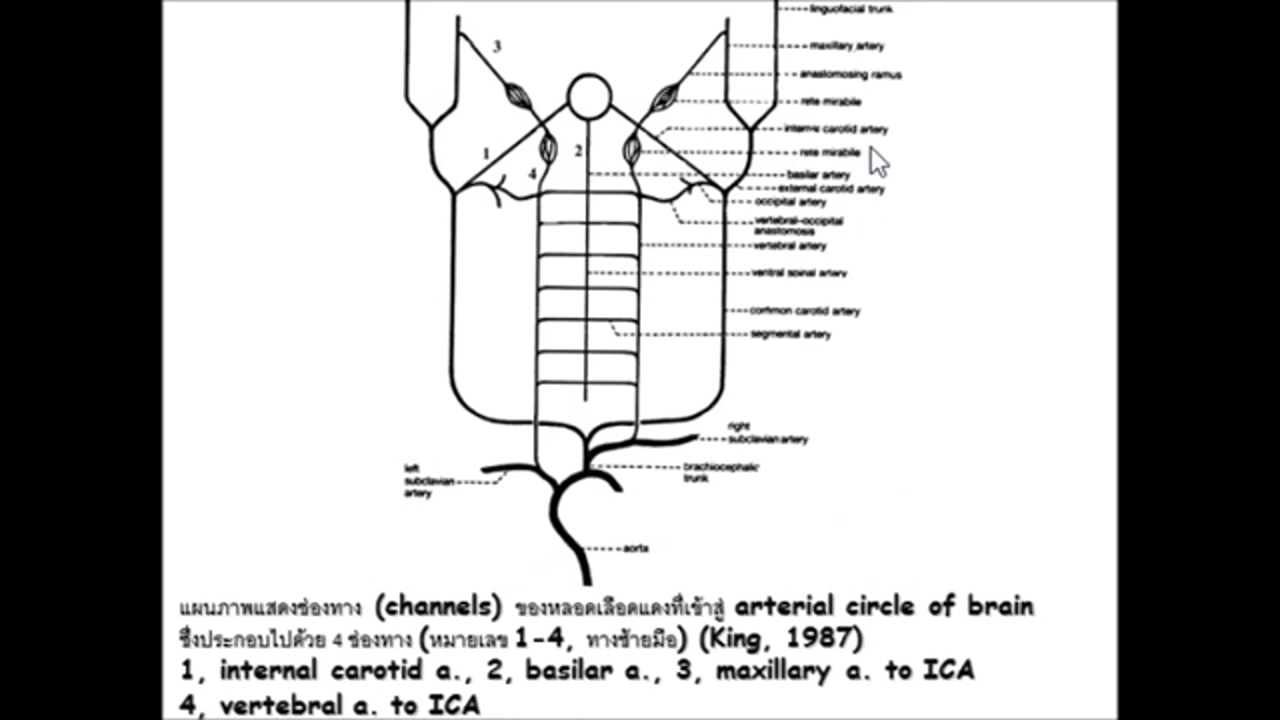 linguofacial trunk
3
maxillary artery
anastomosing ramus
rete mirabile
internal carotid artery
1
2
rete mirabile
4
basilar artery
external carotid artery
occipital artery
vertebral-occipital
anastomosis
vertebral artery
ventral spinal artery
common carotid artery
segmental artery
right
subclavian artery
left
subclavian
artery
brachiocephalic
trunk
aorta
แผนภาพแสดงช่องทาง (channels) ของหลอดเลือดแดงที่เข้าสู่ arterial circle of brain
ซึ่งประกอบไปด้วย 4 ช่องทาง (หมายเลข 1-4, ทางซ้ายมือ) (King, 1987)
1, internal carotid a., 2, basilar a., 3, maxillary a. to ICA
4, vertebral a. to ICA